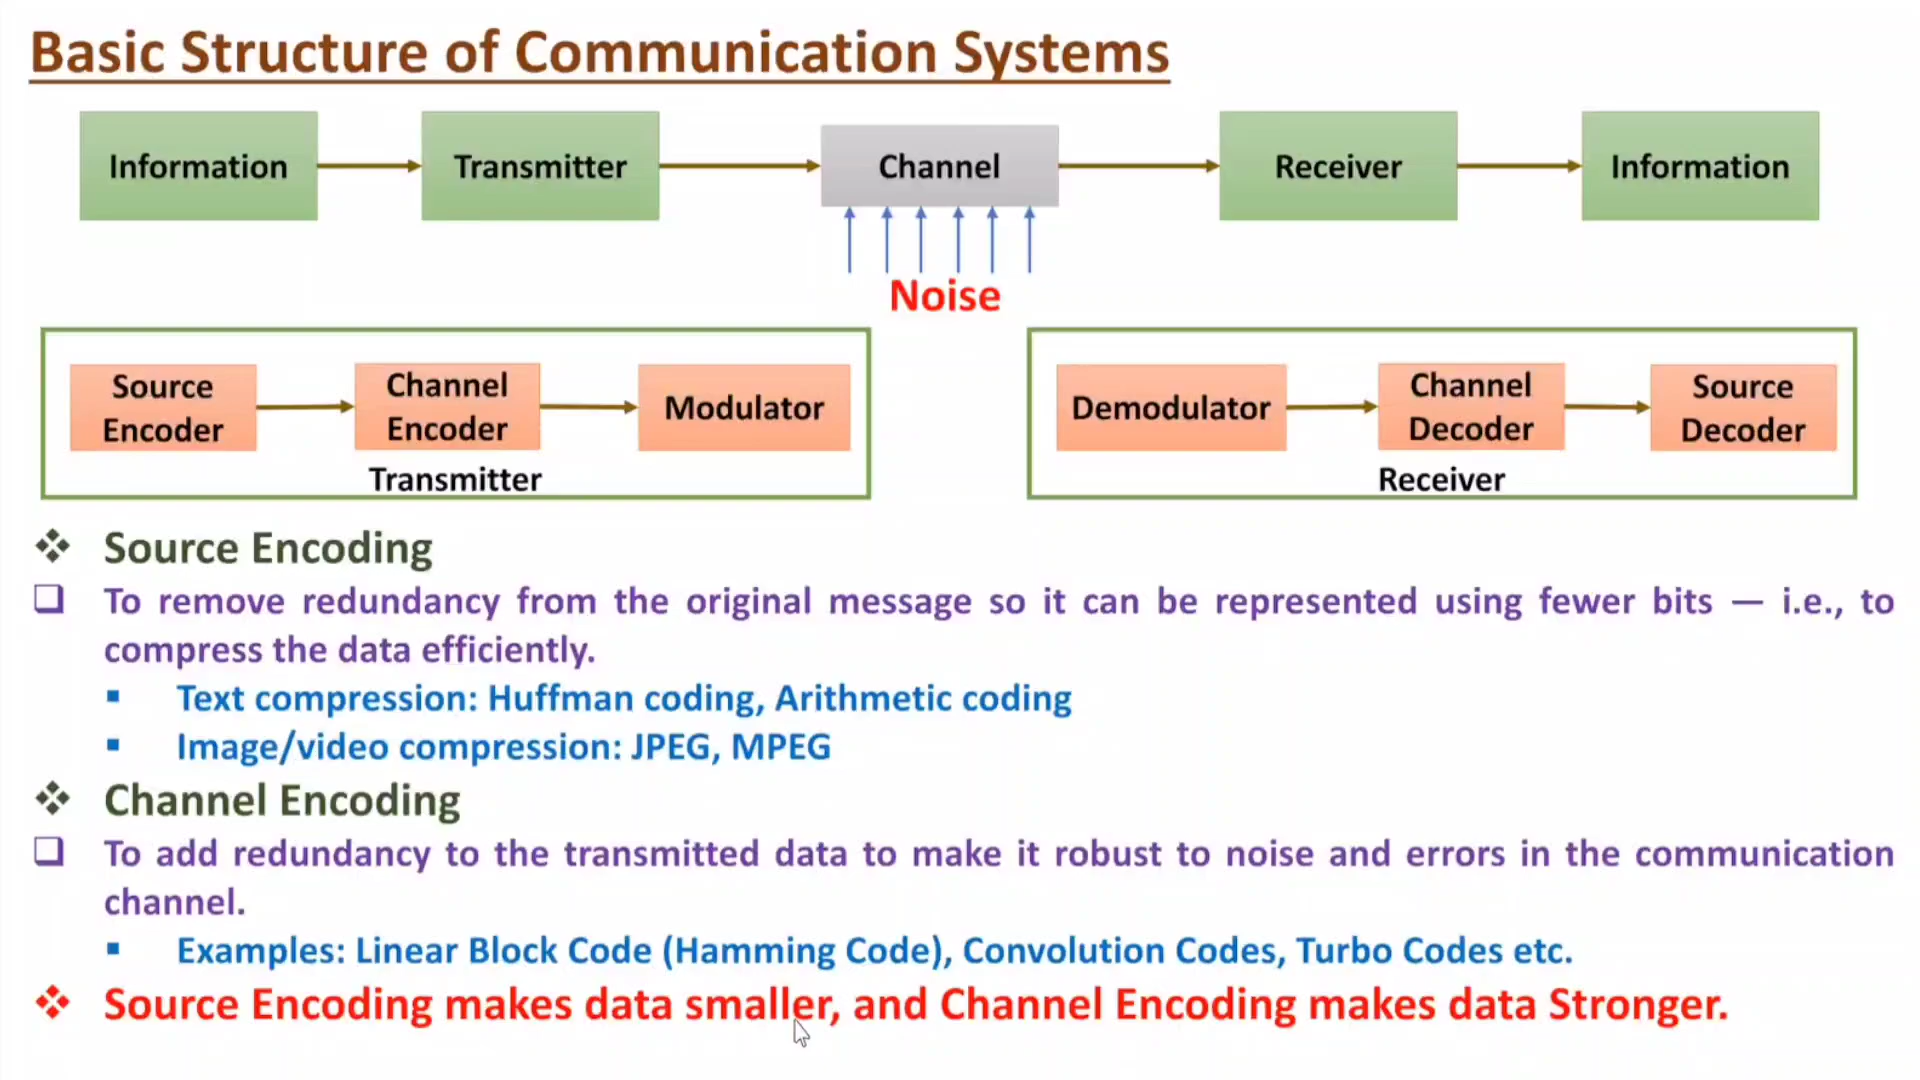 Basic Structure of Communication Systems
Information
Transmitter
Channel
Receiver
Information
Noise
Source
Encoder
Channel
Encoder
Modulator
Transmitter
Demodulator
Channel
Decoder
Source
Decoder
Receiver
❖ Source Encoding
❑ To remove redundancy from the original message so it can be represented using fewer bits — i.e., to
compress the data efficiently.
▪ Text compression: Huffman coding, Arithmetic coding
▪ Image/video compression: JPEG, MPEG
❖ Channel Encoding
❑ To add redundancy to the transmitted data to make it robust to noise and errors in the communication
channel.
▪ Examples: Linear Block Code (Hamming Code), Convolution Codes, Turbo Codes etc.
❖ Source Encoding makes data smaller, and Channel Encoding makes data Stronger.